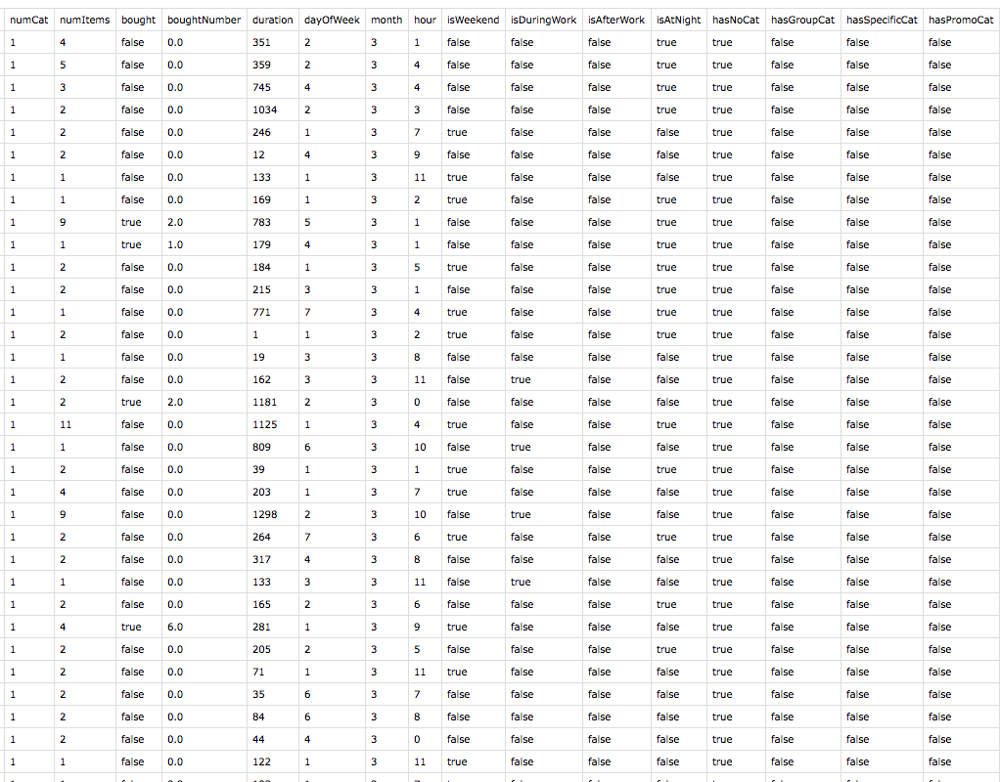 numCat numItems bought boughtNumber duration dayOfWeek month hour isWeekend isDuringWork isAfterWork isAtNight hasNoCat hasGroupCat hasSpecificCat hasPromoCat
1 4 false 0.0 351 2 3 1 false false false true true false false false
1 5 false 0.0 359 2 3 4 false false false true true false false false
1 3 false 0.0 745 4 3 4 false false false true true false false false
1 2 false 0.0 1034 2 3 3 false false false true true false false false
1 2 false 0.0 246 1 3 7 true false false false true false false false
1 2 false 0.0 12 4 3 9 false false false false true false false false
1 1 false 0.0 133 1 3 11 true false false false true false false false
1 1 false 0.0 169 1 3 2 true false false true true false false false
1 9 true 2.0 783 5 3 1 false false false true true false false false
1 1 true 1.0 179 4 3 1 false false false true true false false false
1 2 false 0.0 184 1 3 5 true false false true true false false false
1 2 false 0.0 215 3 3 1 false false false true true false false false
1 1 false 0.0 771 7 3 4 true false false true true false false false
1 2 false 0.0 1 1 3 2 true false false true true false false false
1 1 false 0.0 19 3 3 8 false false false false true false false false
1 2 false 0.0 162 3 3 11 false true false false true false false false
1 2 true 2.0 1181 2 3 0 false false false false true false false false
1 11 false 0.0 1125 1 3 4 true false false true true false false false
1 1 false 0.0 809 6 3 10 false true false false true false false false
1 2 false 0.0 39 1 3 1 true false false true true false false false
1 4 false 0.0 203 1 3 7 true false false false true false false false
1 9 false 0.0 1298 2 3 10 false true false false true false false false
1 2 false 0.0 264 7 3 6 true false false true true false false false
1 2 false 0.0 317 4 3 8 false false false false true false false false
1 1 false 0.0 133 3 3 11 false true false false true false false false
1 2 false 0.0 165 2 3 6 false false false true true false false false
1 4 true 6.0 281 1 3 9 true false false false true false false false
1 2 false 0.0 205 2 3 5 false false false true true false false false
1 2 false 0.0 71 1 3 11 true false false false true false false false
1 2 false 0.0 35 6 3 7 false false false false true false false false
1 2 false 0.0 84 6 3 8 false false false false true false false false
1 2 false 0.0 44 4 3 0 false false false false true false false false
1 1 false 0.0 122 1 3 11 true false false false true false false false